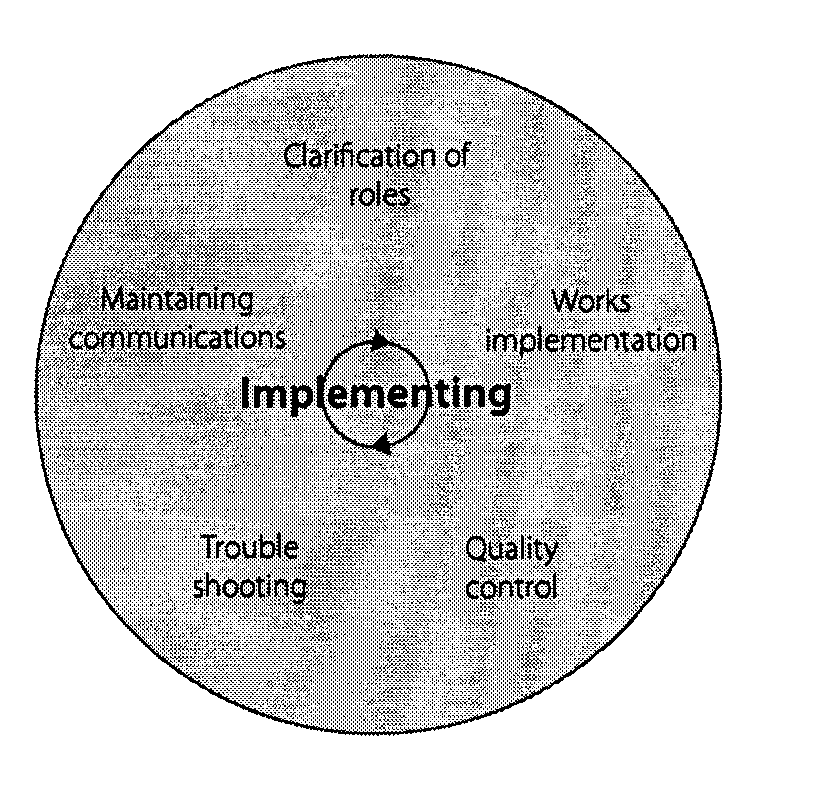 Clarification of
roles
Maintaining
communications
Works
implementation
Implementing
Trouble
shooting
Quality
control